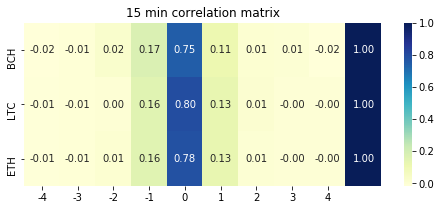 15 min correlation matrix
BCH -0.02 -0.01 0.02 0.17 0.75 0.11 0.01 0.01 -0.02 1.00
LTC -0.01 -0.01 0.00 0.16 0.80 0.13 0.01 -0.00 -0.00 1.00
ETH -0.01 -0.01 0.01 0.16 0.78 0.13 0.01 -0.00 -0.00 1.00
-4 -3 -2 -1 0 1 2 3 4
1.0
0.8
0.6
0.4
0.2
0.0